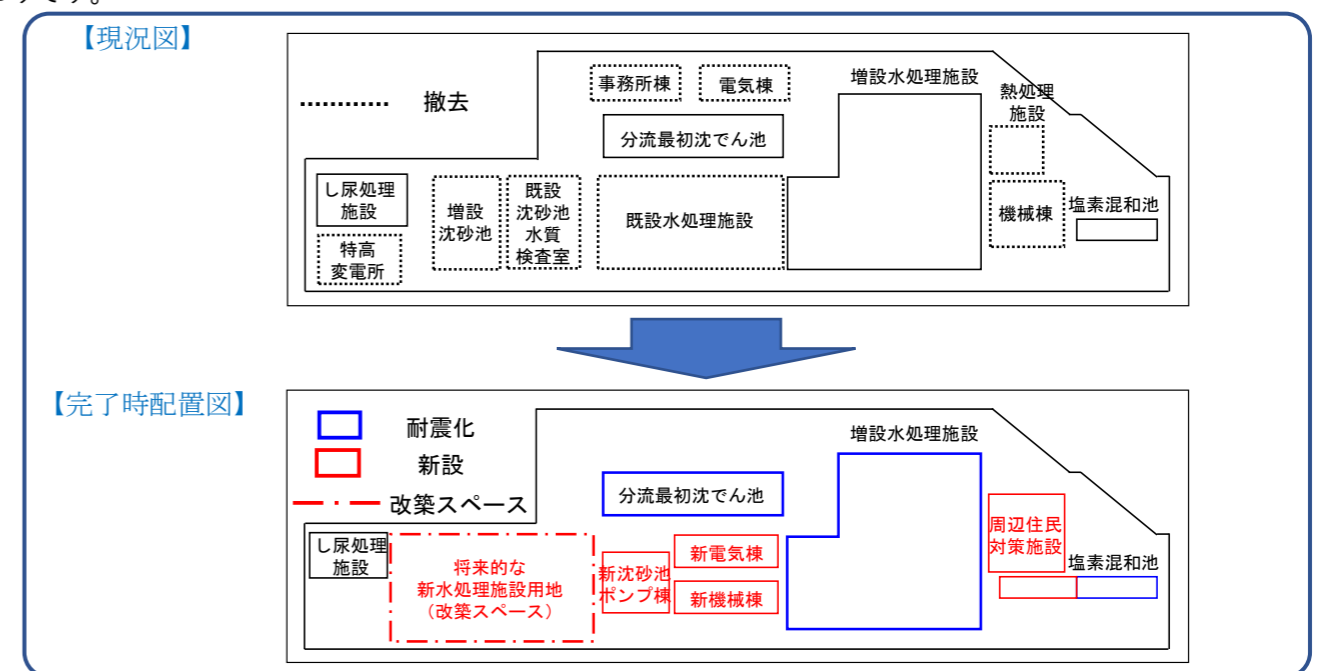 【現況図】
撤去
事務所棟
電気棟
増設水処理施設
熱処理
施設
分流最初沈でん池
し尿処理
施設
増設
沈砂池
既設
沈砂池
水質
検査室
既設水処理施設
機械棟
塩素混和池
特高
変電所
【完了時配置図】
耐震化
新設
改築スペース
増設水処理施設
分流最初沈でん池
周辺住民
対策施設
し尿処理
施設
将来的な
新水処理施設用地
（改築スペース）
新沈砂池
ポンプ棟
新電気棟
新機械棟
塩素混和池